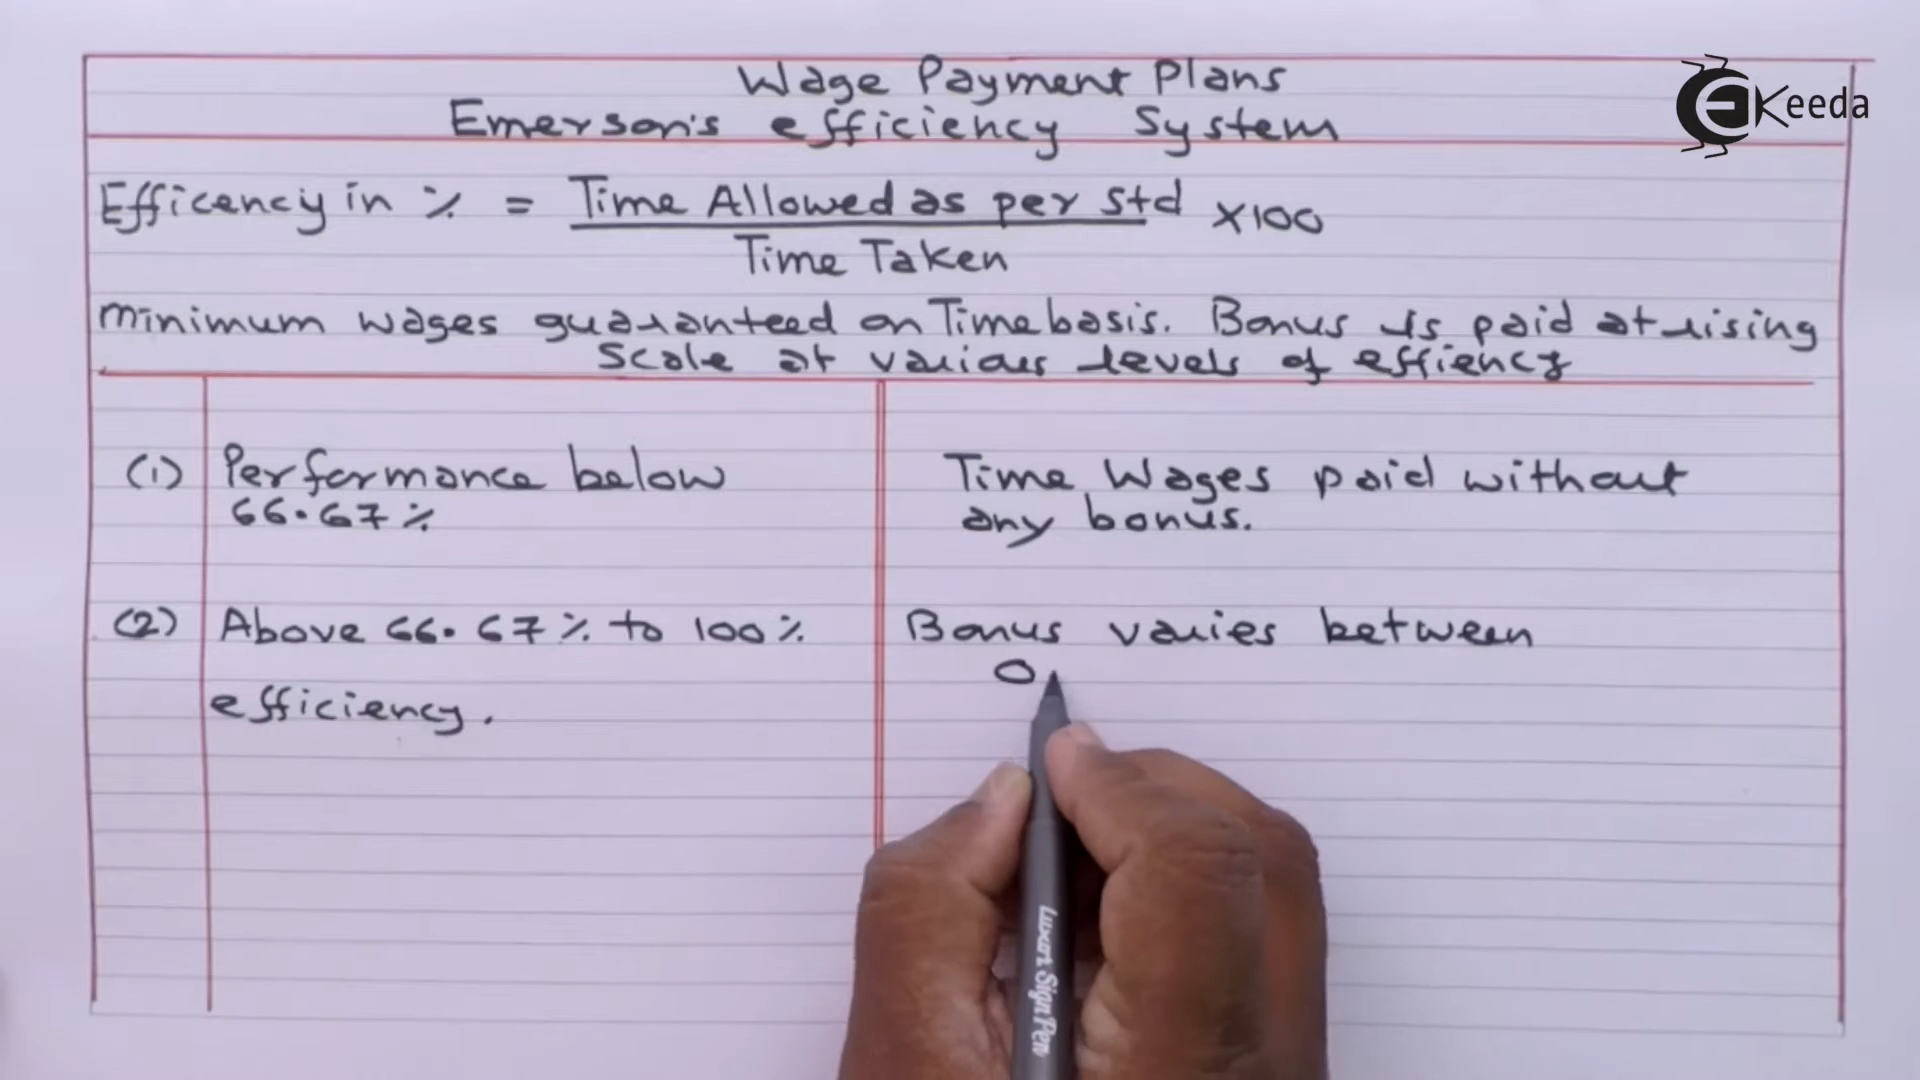 Wage Payment Plans
Emerson's efficiency System
EKeeda
Efficency in % = Time Allowed as per Std X100
Time Taken
Minimum wages guaranteed on Time basis. Bonus is paid at rising
Scale at various levels of effiency
(1) Performance below
66.67%
Time Wages paid without
any bonus.
(2) Above 66.67% to 100%
efficiency.
Bonus varies between
0
Luxor Sign Pen